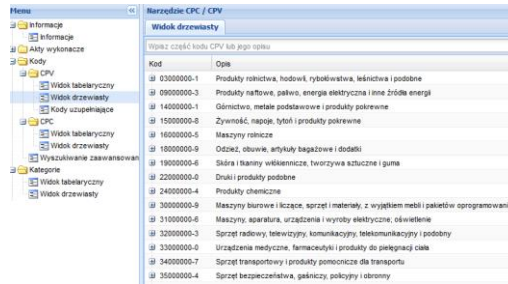 Menu
Informacje
Informacje
Akty wykonacze
Kody
CPV
Widok tabelaryczny
Widok drzewiasty
Kody uzupełniające
CPC
Widok tabelaryczny
Widok drzewiasty
Wyszukiwanie zaawansowan
Kategorie
Widok tabelaryczny
Widok drzewiasty
Narzędzie CPC / CPV
Widok drzewiasty
Wpisz część kodu CPV lub jego opisu
Kod Opis
03000000-1 Produkty rolnictwa, hodowli, rybołówstwa, leśnictwa i podobne
09000000-3 Produkty naftowe, paliwo, energia elektryczna i inne źródła energii
14000000-1 Górnictwo, metale podstawowe i produkty pokrewne
15000000-8 Żywność, napoje, tytoń i produkty pokrewne
16000000-5 Maszyny rolnicze
18000000-9 Odzież, obuwie, artykuły bagażowe i dodatki
19000000-6 Skóra i tkaniny włókiennicze, tworzywa sztuczne i guma
22000000-0 Druki i produkty podobne
24000000-4 Produkty chemiczne
30000000-9 Maszyny biurowe i liczące, sprzęt i materiały, z wyjątkiem mebli i pakietów oprogramowani
31000000-6 Maszyny, aparatura, urządzenia i wyroby elektryczne; oświetlenie
32000000-3 Sprzęt radiowy, telewizyjny, komunikacyjny, telekomunikacyjny i podobny
33000000-0 Urządzenia medyczne, farmaceutyki i produkty do pielęgnacji ciała
34000000-7 Sprzęt transportowy i produkty pomocnicze dla transportu
35000000-4 Sprzęt bezpieczeństwa, gaśniczy, policyjny i obronny